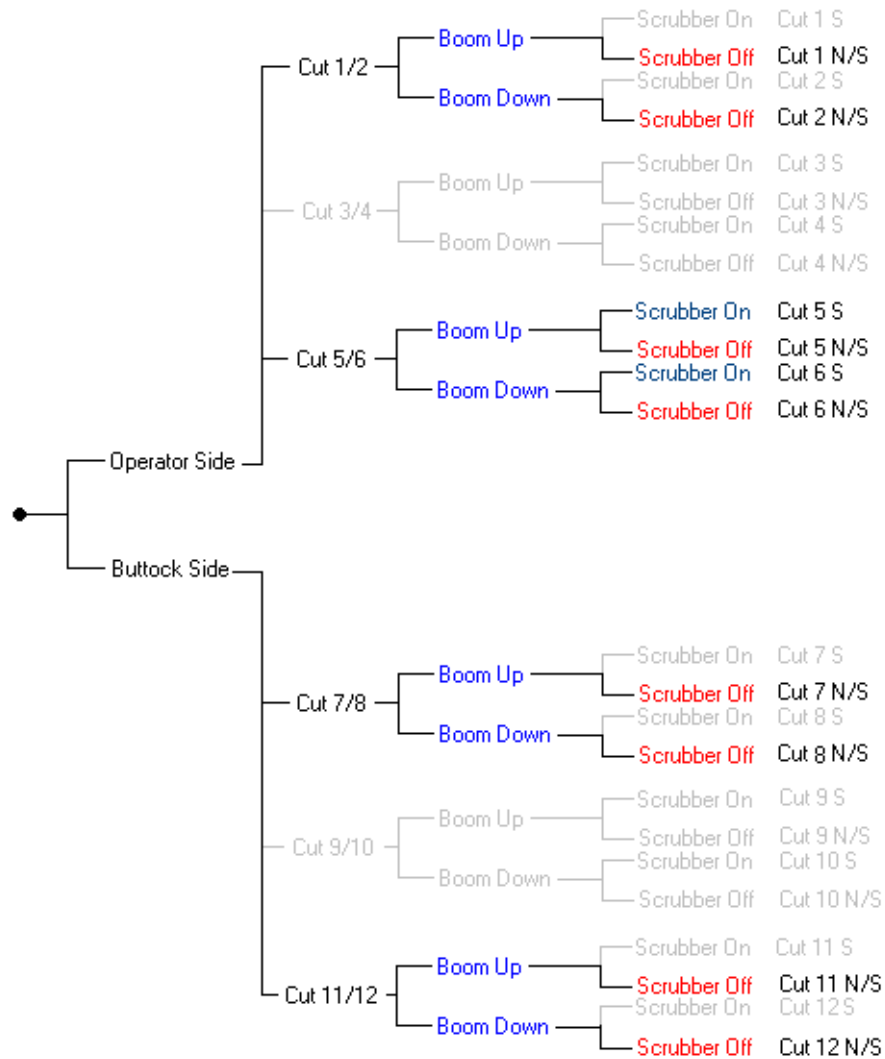 Scrubber On Cut 1 S
Boom Up
Scrubber Off Cut 1 N/S
Cut 1/2
Scrubber On Cut 2 S
Boom Down
Scrubber Off Cut 2 N/S
Scrubber On Cut 3 S
Boom Up
Scrubber Off Cut 3 N/S
Cut 3/4
Scrubber On Cut 4 S
Boom Down
Scrubber Off Cut 4 N/S
Scrubber On Cut 5 S
Boom Up
Scrubber Off Cut 5 N/S
Cut 5/6
Scrubber On Cut 6 S
Boom Down
Scrubber Off Cut 6 N/S
Operator Side
Buttock Side
Scrubber On Cut 7 S
Boom Up
Scrubber Off Cut 7 N/S
Cut 7/8
Scrubber On Cut 8 S
Boom Down
Scrubber Off Cut 8 N/S
Scrubber On Cut 9 S
Boom Up
Scrubber Off Cut 9 N/S
Cut 9/10
Scrubber On Cut 10 S
Boom Down
Scrubber Off Cut 10 N/S
Scrubber On Cut 11 S
Boom Up
Scrubber Off Cut 11 N/S
Cut 11/12
Scrubber On Cut 12 S
Boom Down
Scrubber Off Cut 12 N/S